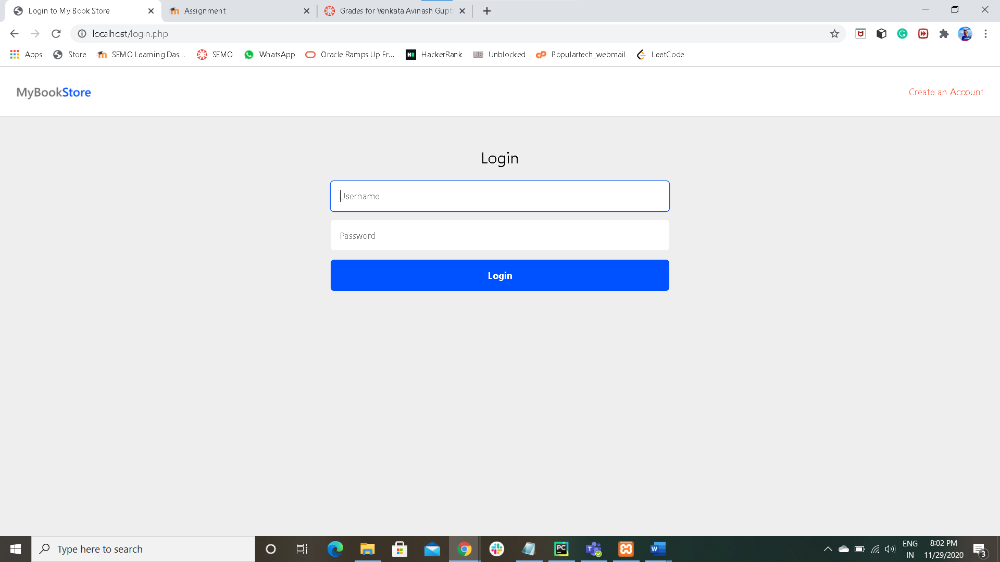 Login to My Book Store
Assignment
Grades for Venkata Avinash Gupt
localhost/login.php
Apps
Store
SEMO Learning Das...
SEMO
WhatsApp
Oracle Ramps Up Fr...
HackerRank
Unblocked
Populartech_webmail
LeetCode
MyBookStore
Create an Account
Login
Username
Password
Login
Type here to search
ENG
IN
8:02 PM
11/29/2020
3